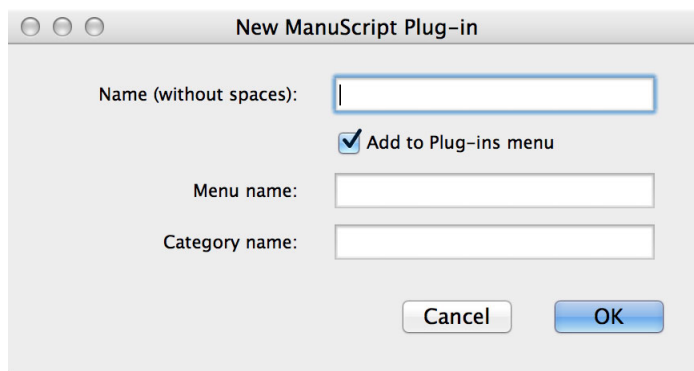 New ManuScript Plug-in
Name (without spaces):
Add to Plug-ins menu
Menu name:
Category name:
Cancel OK